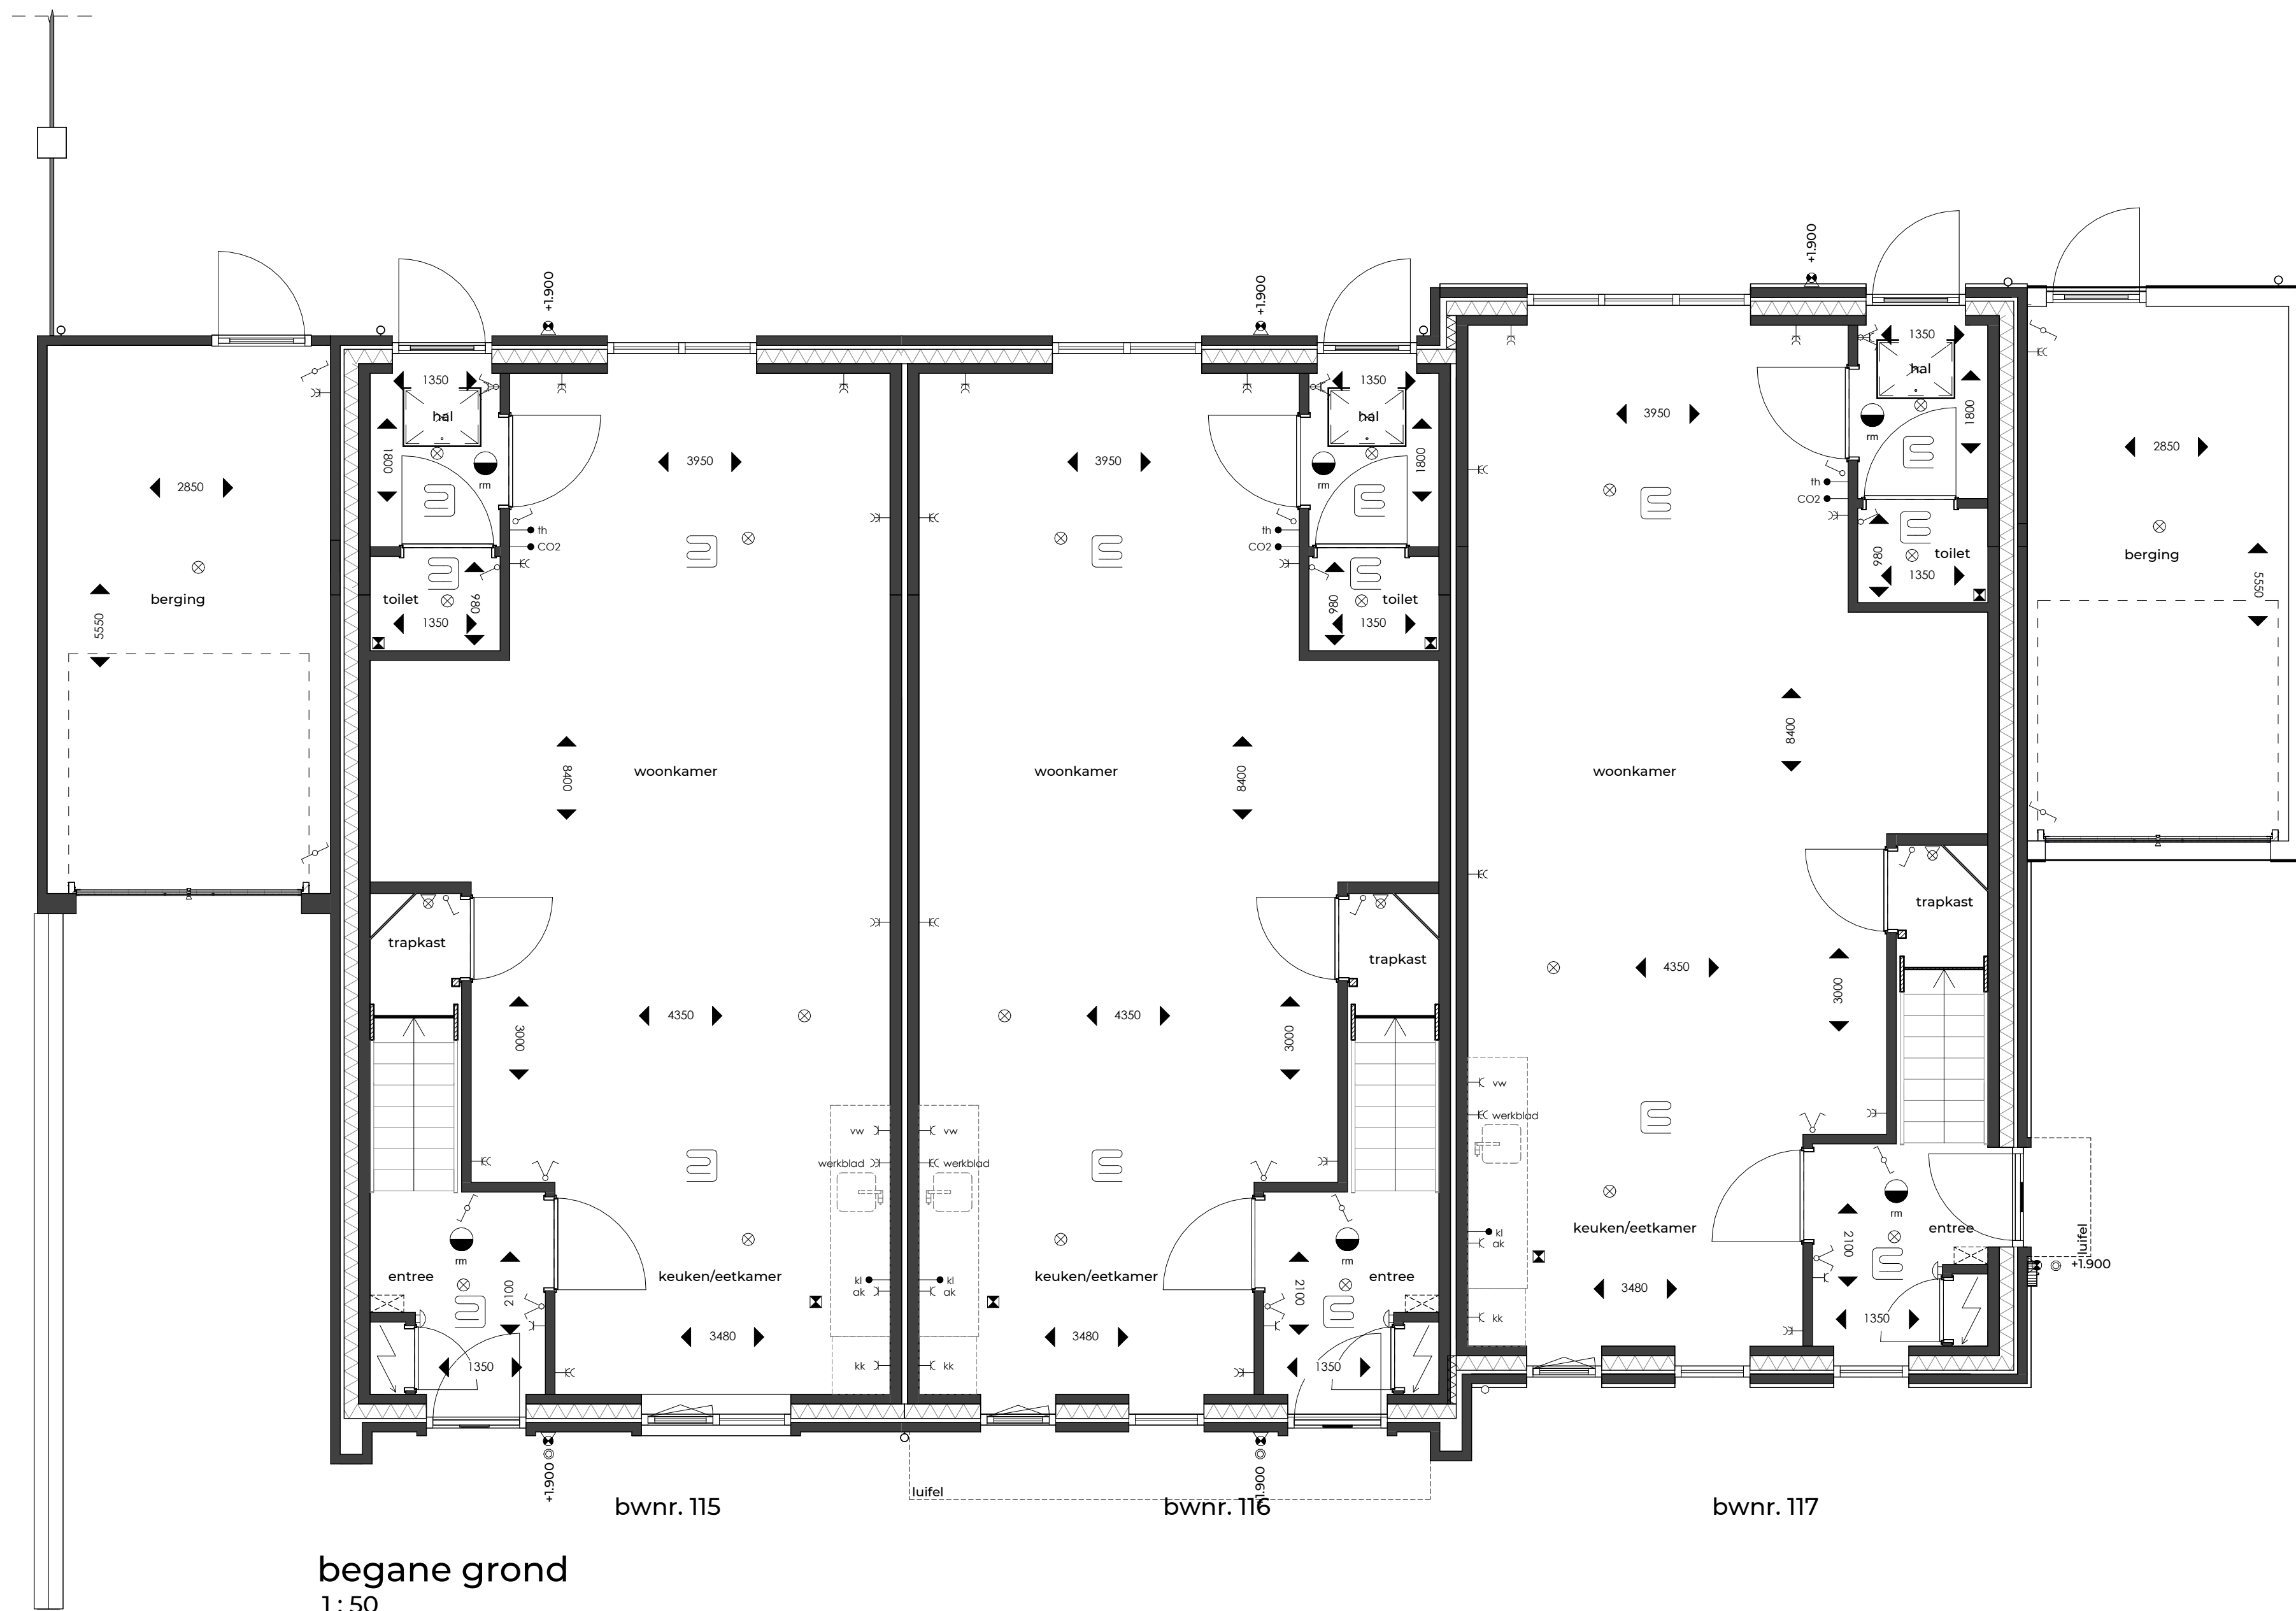 +1.900
+1.900
+1.900
1350
hal
1800
rm
3950
th
CO2
toilet
980
1350
2850
berging
5550
8400
woonkamer
trapkast
3000
4350
vw
werkblad
kl
ak
kk
rm
entree
2100
1350
keuken/eetkamer
3480
+1.900
bwnr. 115
3950
1350
hal
1800
rm
th
CO2
toilet
980
1350
woonkamer
8400
trapkast
3000
4350
vw
werkblad
kl
ak
kk
keuken/eetkamer
3480
rm
entree
2100
1350
+1.900
luifel
bwnr. 116
3950
1350
hal
1800
rm
th
CO2
toilet
980
1350
woonkamer
8400
trapkast
3000
4350
vw
werkblad
kl
ak
kk
keuken/eetkamer
3480
rm
entree
2100
1350
luifel
+1.900
bwnr. 117
2850
berging
5550
begane grond
1 : 50